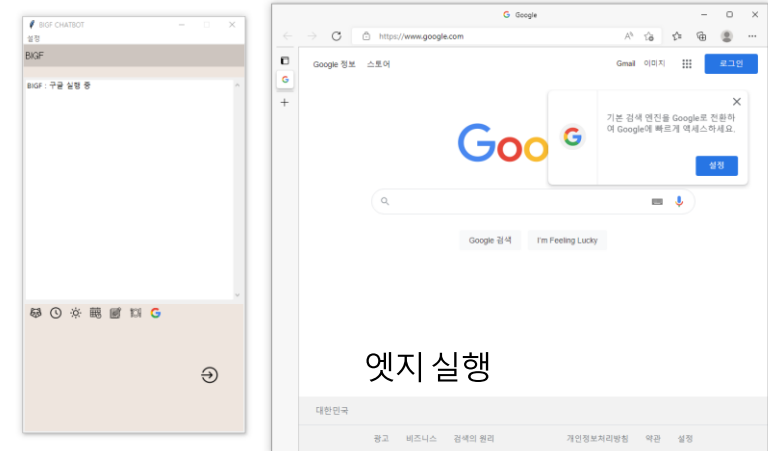 BIGF CHATBOT
설정
BIGF
BIGF : 구글 실행 중
Google
https://www.google.com
Google 정보 스토어
Gmail 이미지
로그인
기본 검색 엔진을 Google로 전환하
여 Google에 빠르게 액세스하세요.
설정
Goo
Google 검색
I'm Feeling Lucky
엣지 실행
대한민국
광고 비즈니스 검색의 원리
개인정보처리방침 약관 설정